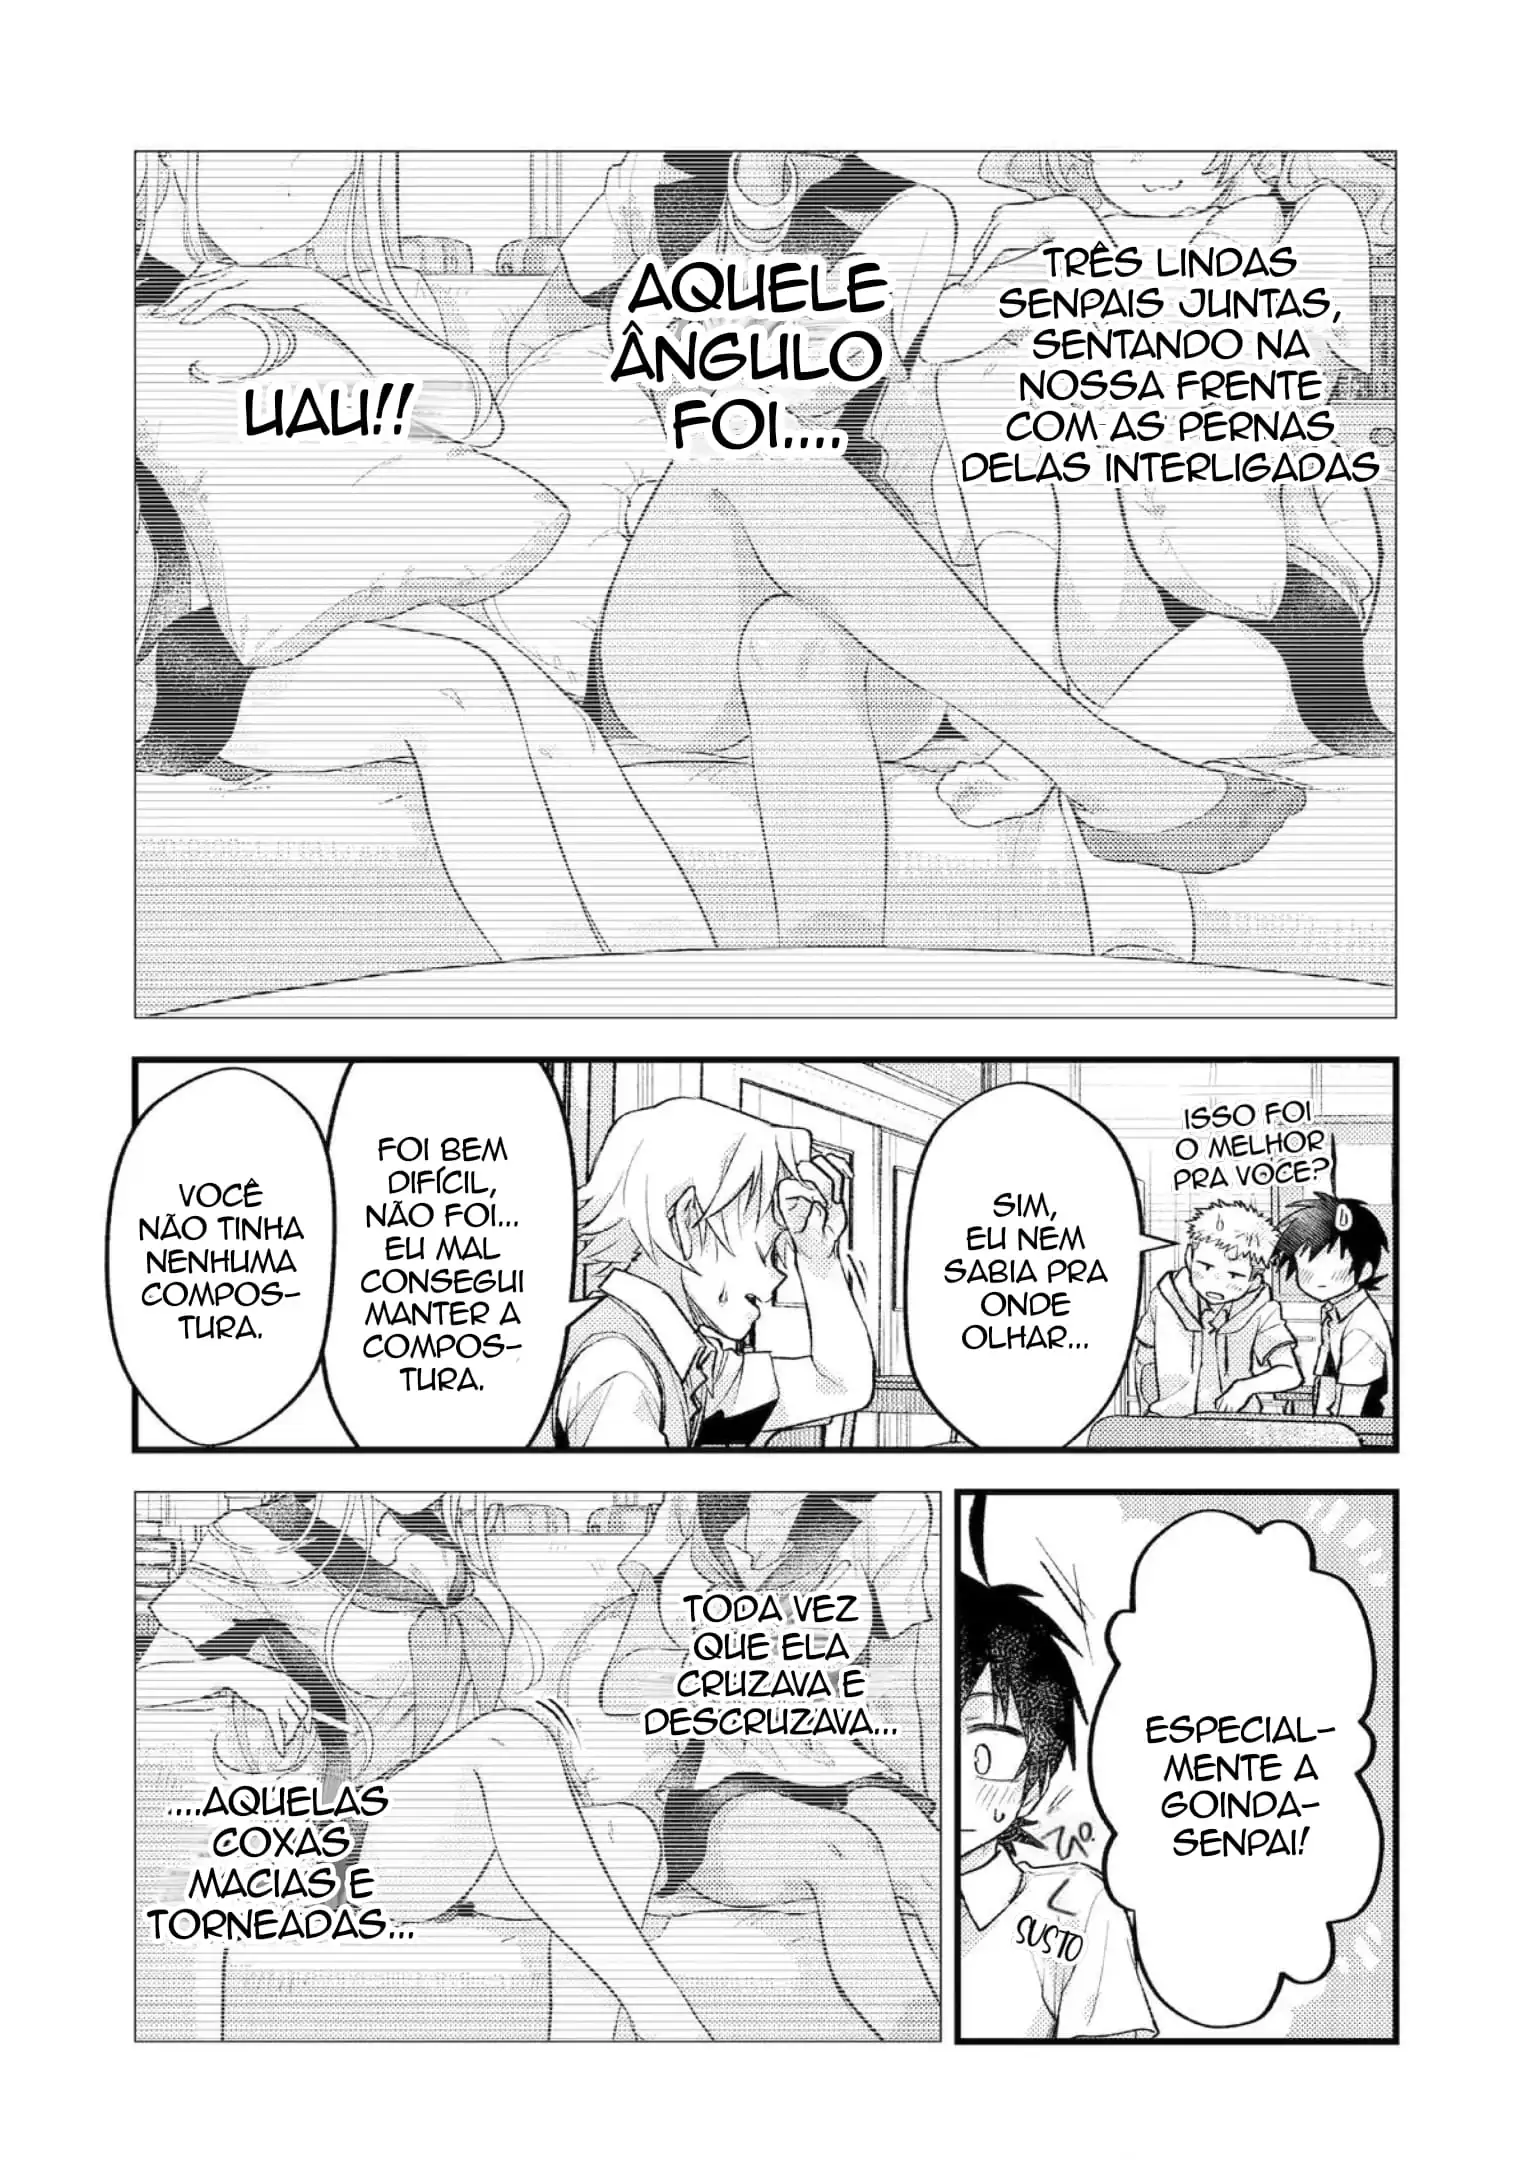 TRÊS LINDAS
SENPAIS JUNTAS,
SENTANDO NA
NOSSA FRENTE
COM AS PERNAS
DELAS INTERLIGADAS
AQUELE
ÂNGULO
FOI....
UAU!!
ISSO FOI
O MELHOR
PRA VOCE?
SIM,
EU NEM
SABIA PRA
ONDE
OLHAR...
FOI BEM
DIFÍCIL,
NÃO FOI...
EU MAL
CONSEGUI
MANTER A
COMPOS-
TURA.
VOCÊ
NÃO TINHA
NENHUMA
COMPOS-
TURA.
ESPECIAL-
MENTE A
GOINDA-
SENPAI!
SUSTO
TODA VEZ
QUE ELA
CRUZAVA E
DESCRUZAVA...
....AQUELAS
COXAS
MACIAS E
TORNEADAS...